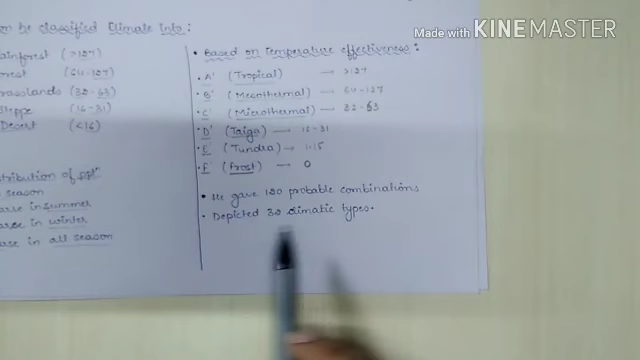 Made with KINEMASTER
be classified climate into:
ainforest (>127)
orest (64-127)
rasslands (32-63)
teppe (16-31)
Desert (<16)
stribution of ppt:
season
in summer
in winter
in all season
• Based on Temperature effectiveness:
• A' (Tropical) → >127
• B' (Mesothermal) → 64-127
• C' (Microthermal) → 32-63
• D' (Taiga) → 16-31
• E' (Tundra) → 1-15
• F' (Frost) → 0
• He gave 120 probable combinations
• Depicted 32 climatic types.